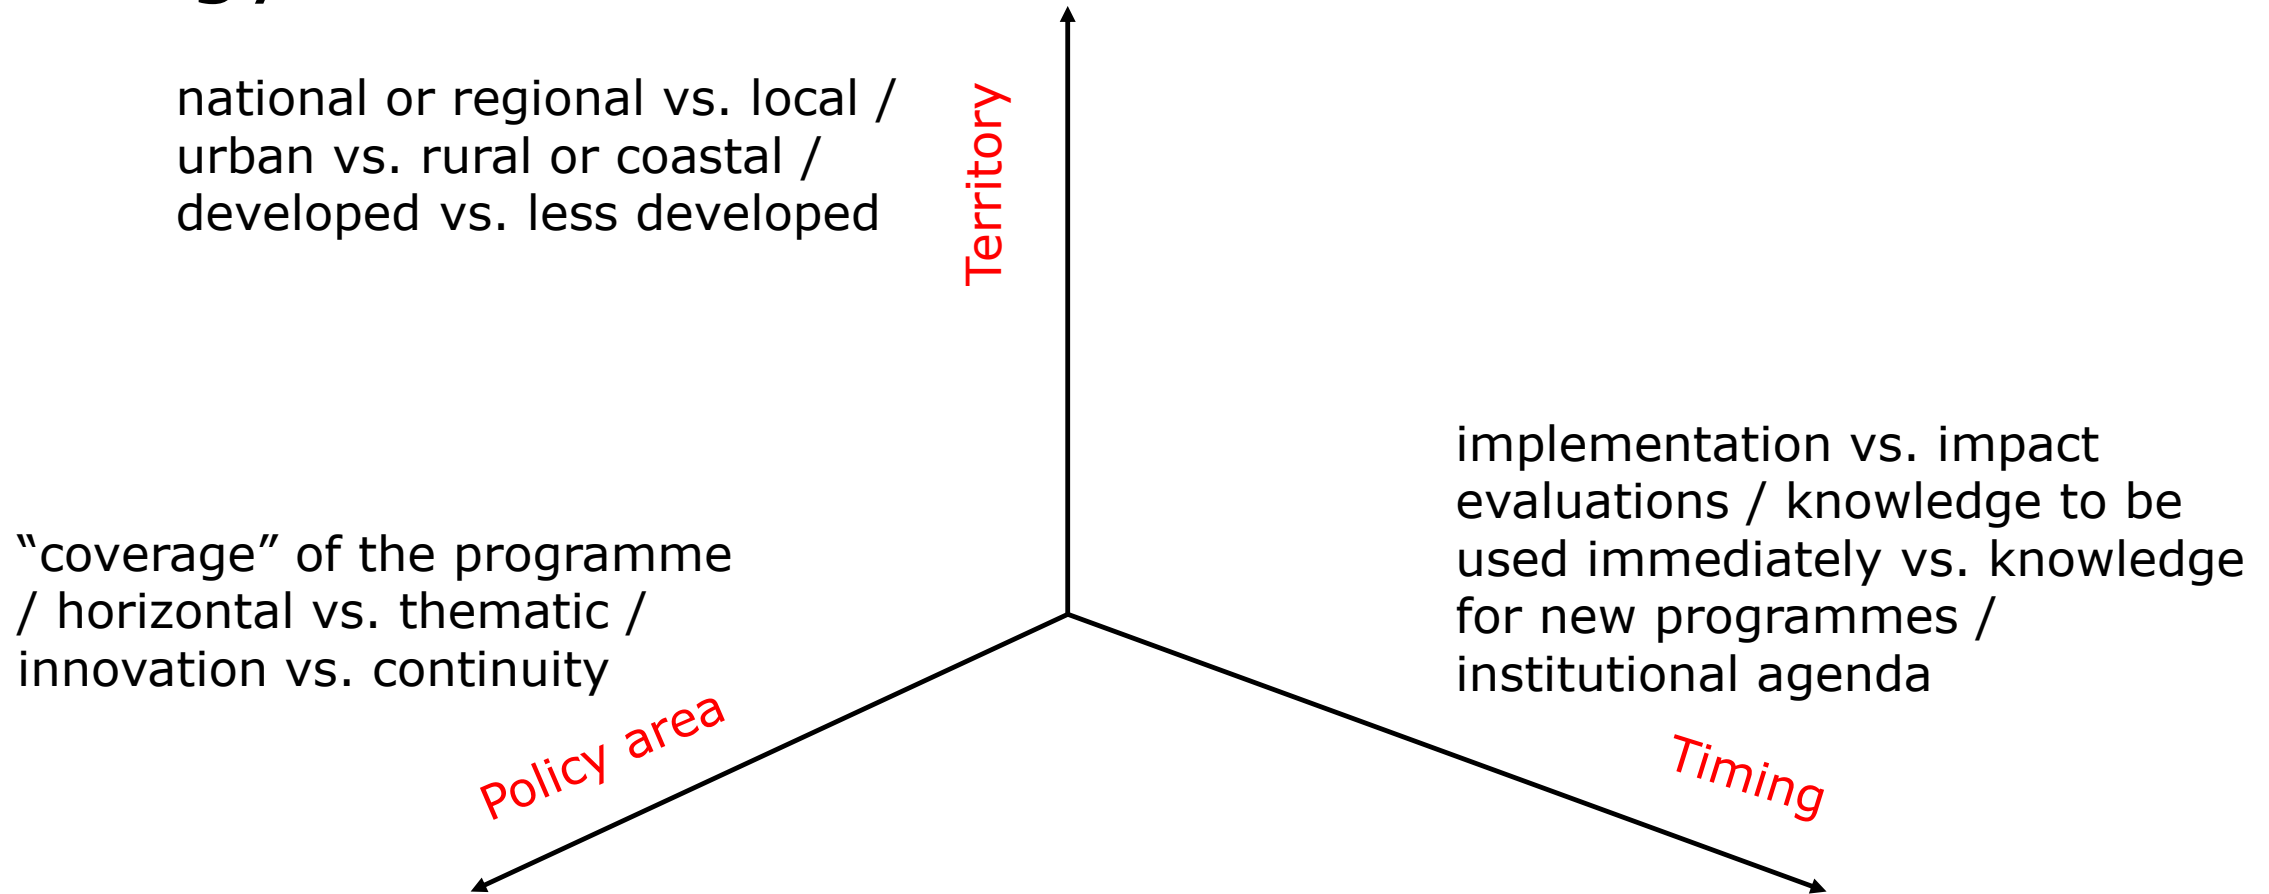 national or regional vs. local /
urban vs. rural or coastal /
developed vs. less developed
Territory
implementation vs. impact
evaluations / knowledge to be
used immediately vs. knowledge
for new programmes /
institutional agenda
“coverage” of the programme
/ horizontal vs. thematic /
innovation vs. continuity
Policy area
Timing